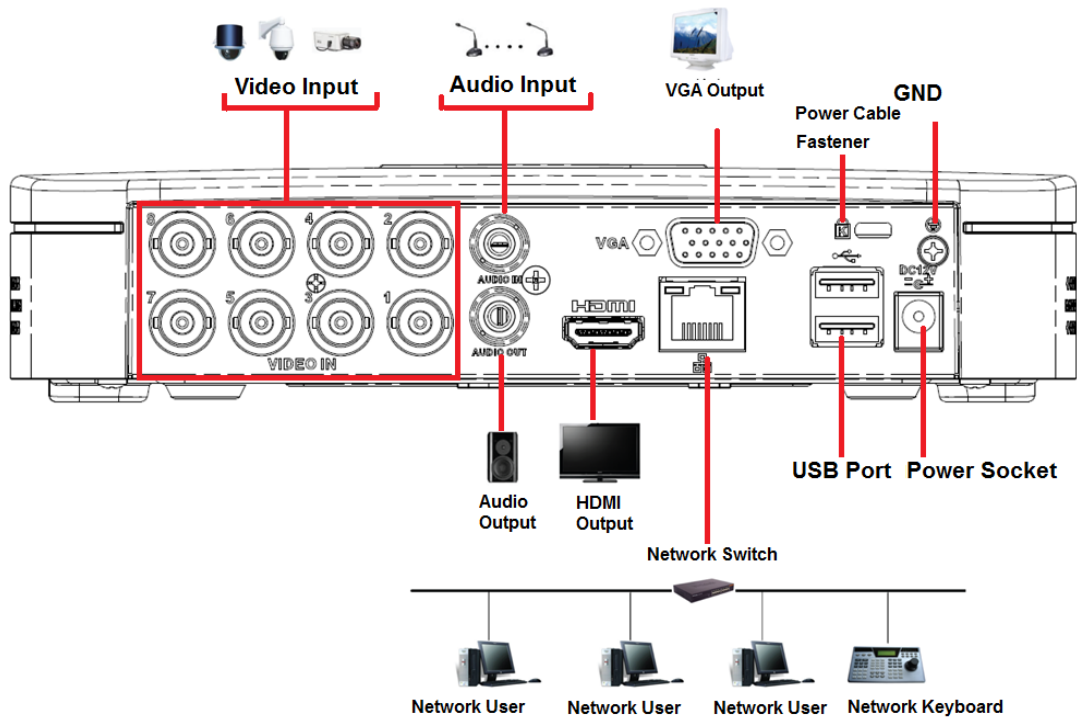 Video Input
Audio Input
VGA Output
Power Cable
Fastener
GND
8
6
4
2
7
5
3
1
VIDEO IN
AUDIO IN
AUDIO OUT
VGA
HDMI
DC12V
Audio
Output
HDMI
Output
USB Port
Power Socket
Network Switch
Network User
Network User
Network User
Network Keyboard